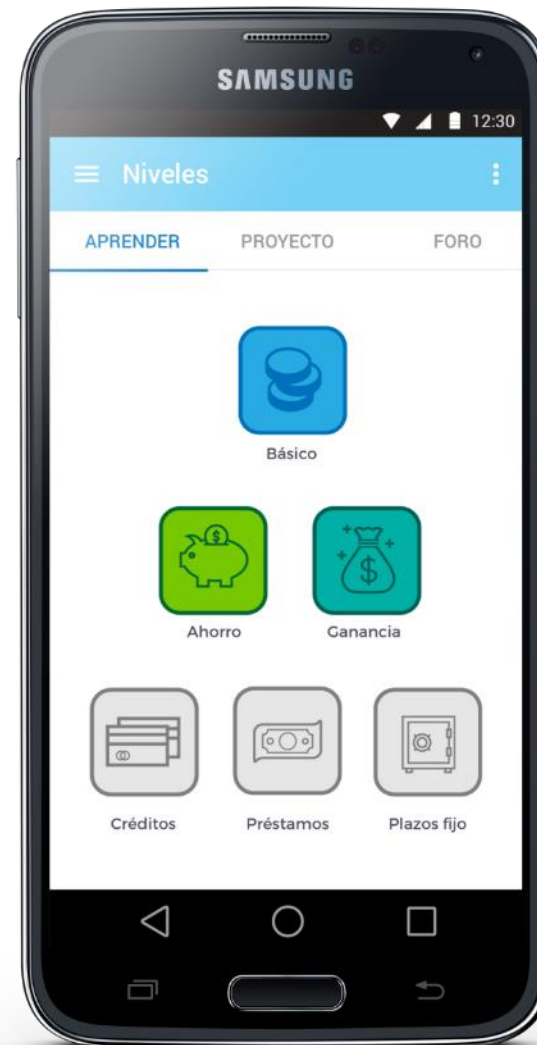 SAMSUNG
12:30
Niveles
APRENDER PROYECTO FORO
Básico
$
$
Ahorro Ganancia
Créditos Préstamos Plazos fijo